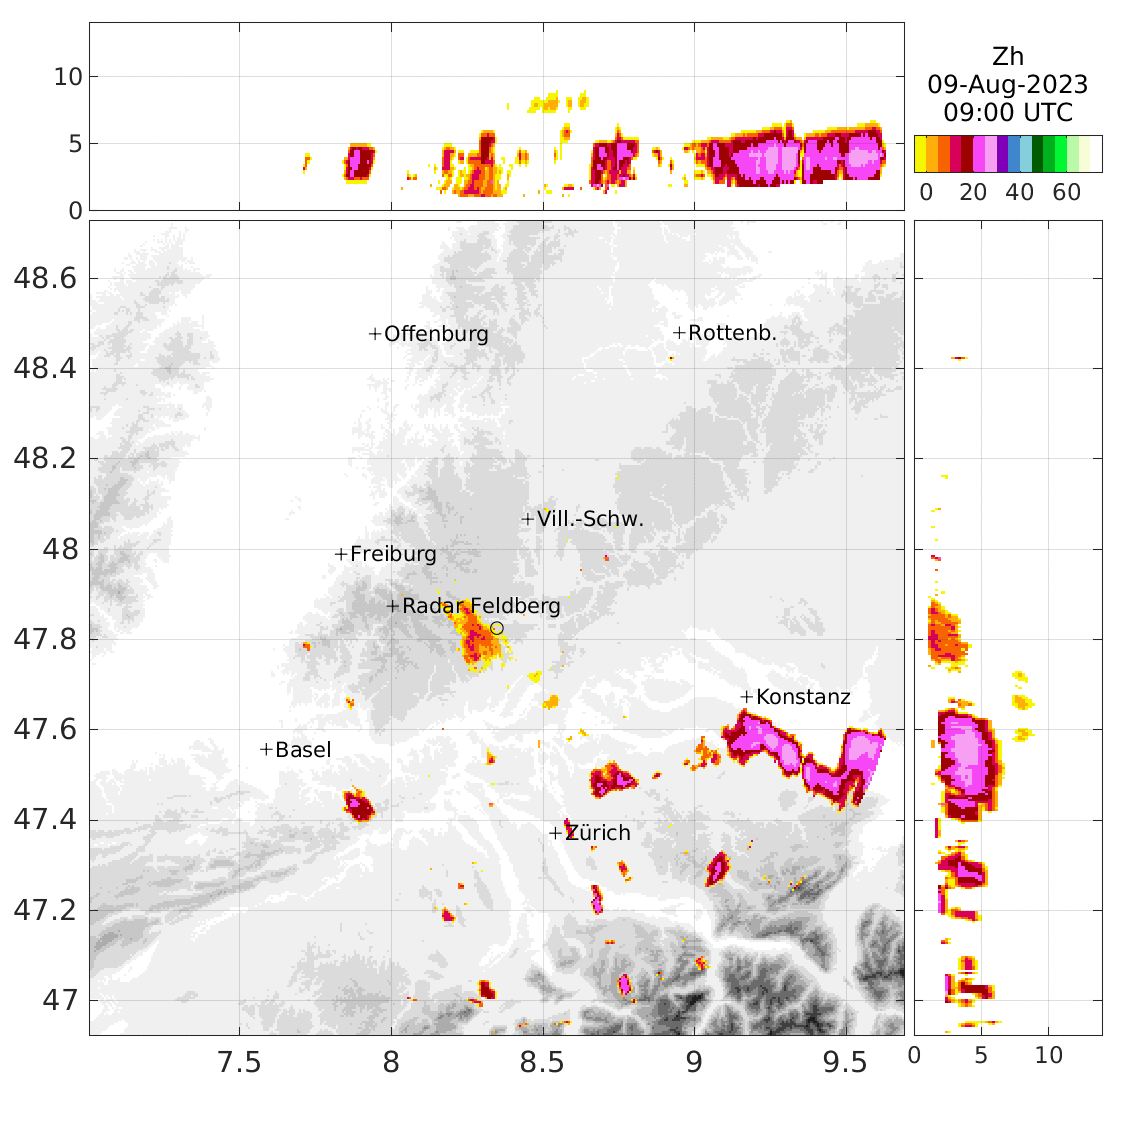 10
5
0
Zh
09-Aug-2023
09:00 UTC
0 20 40 60
48.6
48.4
48.2
48
47.8
47.6
47.4
47.2
47
Offenburg
Rottenb.
Vill.-Schw.
Freiburg
Radar Feldberg
Konstanz
Basel
Zürich
7.5 8 8.5 9 9.5
0 5 10